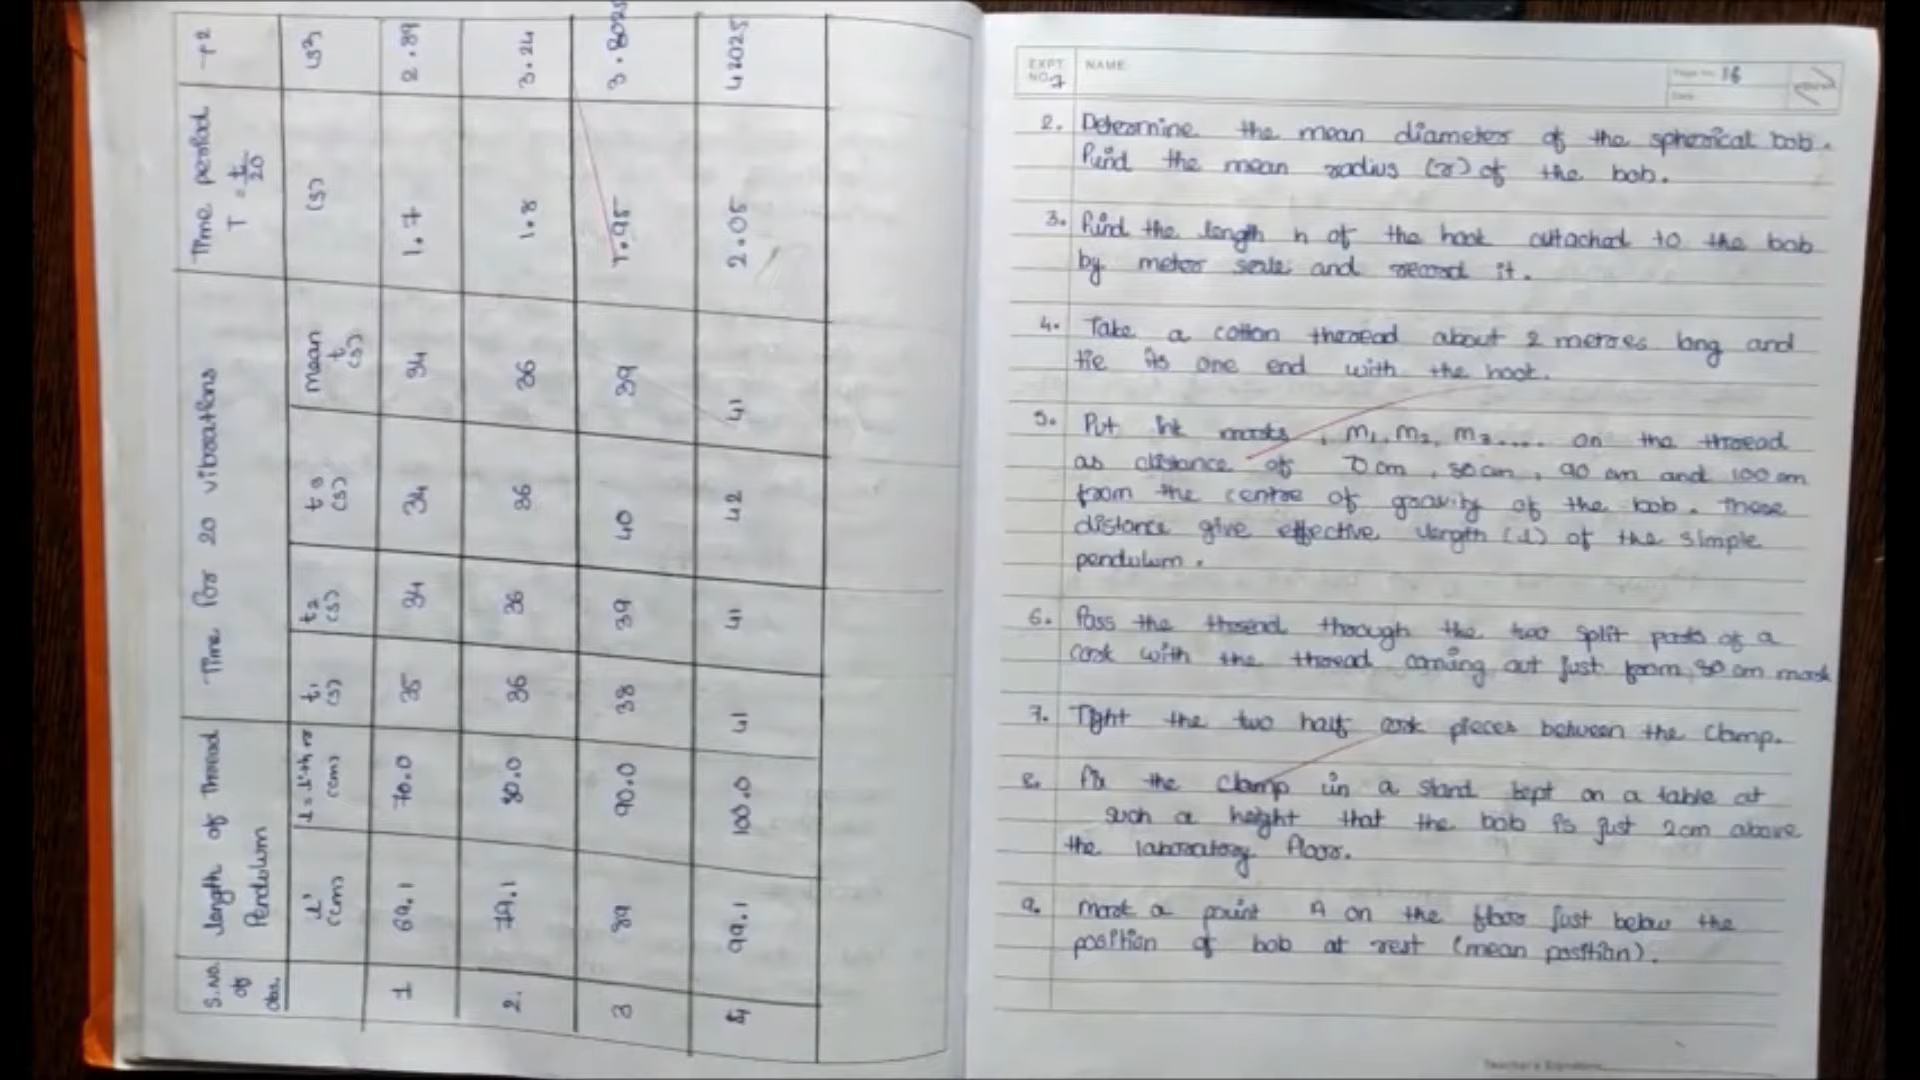 S.No. of obs.
Length of Thread Pendulum
Time for 20 vibrations
Time period T = t/20
T2
l' (cm)
l = l'+h+r (cm)
t1 (s)
t2 (s)
t3 (s)
mean t (s)
(s)
(s2)
1 69.1 70.0 35 34 34 34 1.7 2.89
2. 79.1 80.0 36 36 36 36 1.8 3.24
3 89 90.0 38 39 40 39 1.95 3.8025
4 99.1 100.0 41 41 42 41 2.05 42025
EXPT. NO. 7 NAME Page No. 16
Date
2. Determine the mean diameter of the spherical bob.
Find the mean radius (r) of the bob.
3. Find the length h of the hook attached to the bob
by meter scale and record it.
4. Take a cotton thread about 2 metres long and
tie its one end with the hook.
5. Put ink marks, M1, M2, M3.... on the thread
as distance of 70 cm, 80 cm, 90 cm and 100 cm
from the centre of gravity of the bob. These
distance give effective length (l) of the simple
pendulum.
6. Pass the thread through the two split parts of a
cork with the thread coming out just from 80 cm mark
7. Tight the two half cork pieces between the clamp.
8. Fix the clamp in a stand kept on a table at
such a height that the bob is just 2cm above
the laboratory floor.
9. Mark a point A on the floor just below the
position of bob at rest (mean position).
Teacher's Signature